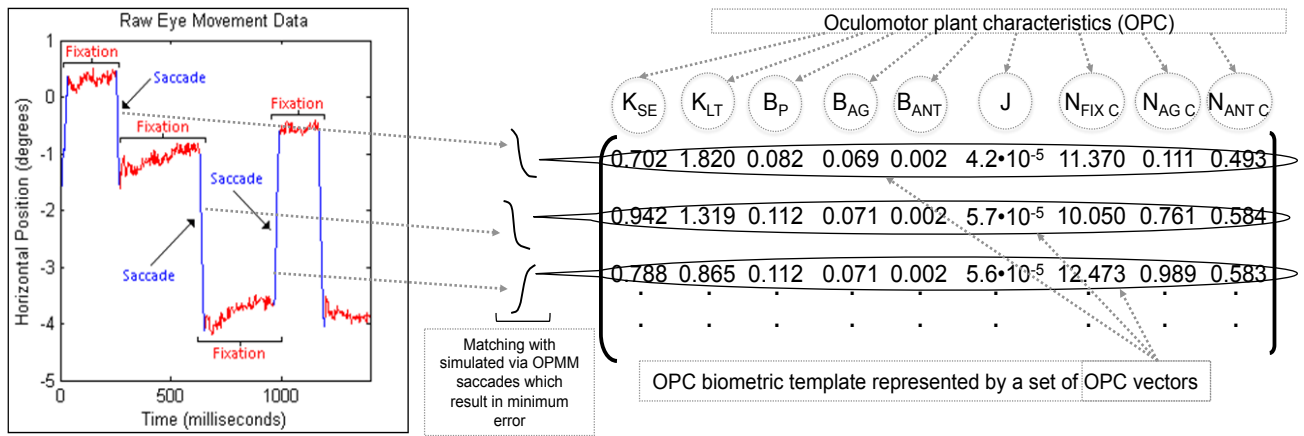 Raw Eye Movement Data
Horizontal Position (degrees)
1
0
-1
-2
-3
-4
-5
Fixation
Saccade
Fixation
Fixation
Saccade
Saccade
Fixation
0
500
1000
Time (milliseconds)
Matching with
simulated via OPMM
saccades which
result in minimum
error
Oculomotor plant characteristics (OPC)
K_SE K_LT B_P B_AG B_ANT J N_FIX C N_AG C N_ANT C
0.702 1.820 0.082 0.069 0.002 4.2•10⁻⁵ 11.370 0.111 0.493
0.942 1.319 0.112 0.071 0.002 5.7•10⁻⁵ 10.050 0.761 0.584
0.788 0.865 0.112 0.071 0.002 5.6•10⁻⁵ 12.473 0.989 0.583
. . . . . . . . .
. . . . . . . . .
OPC biometric template represented by a set of OPC vectors